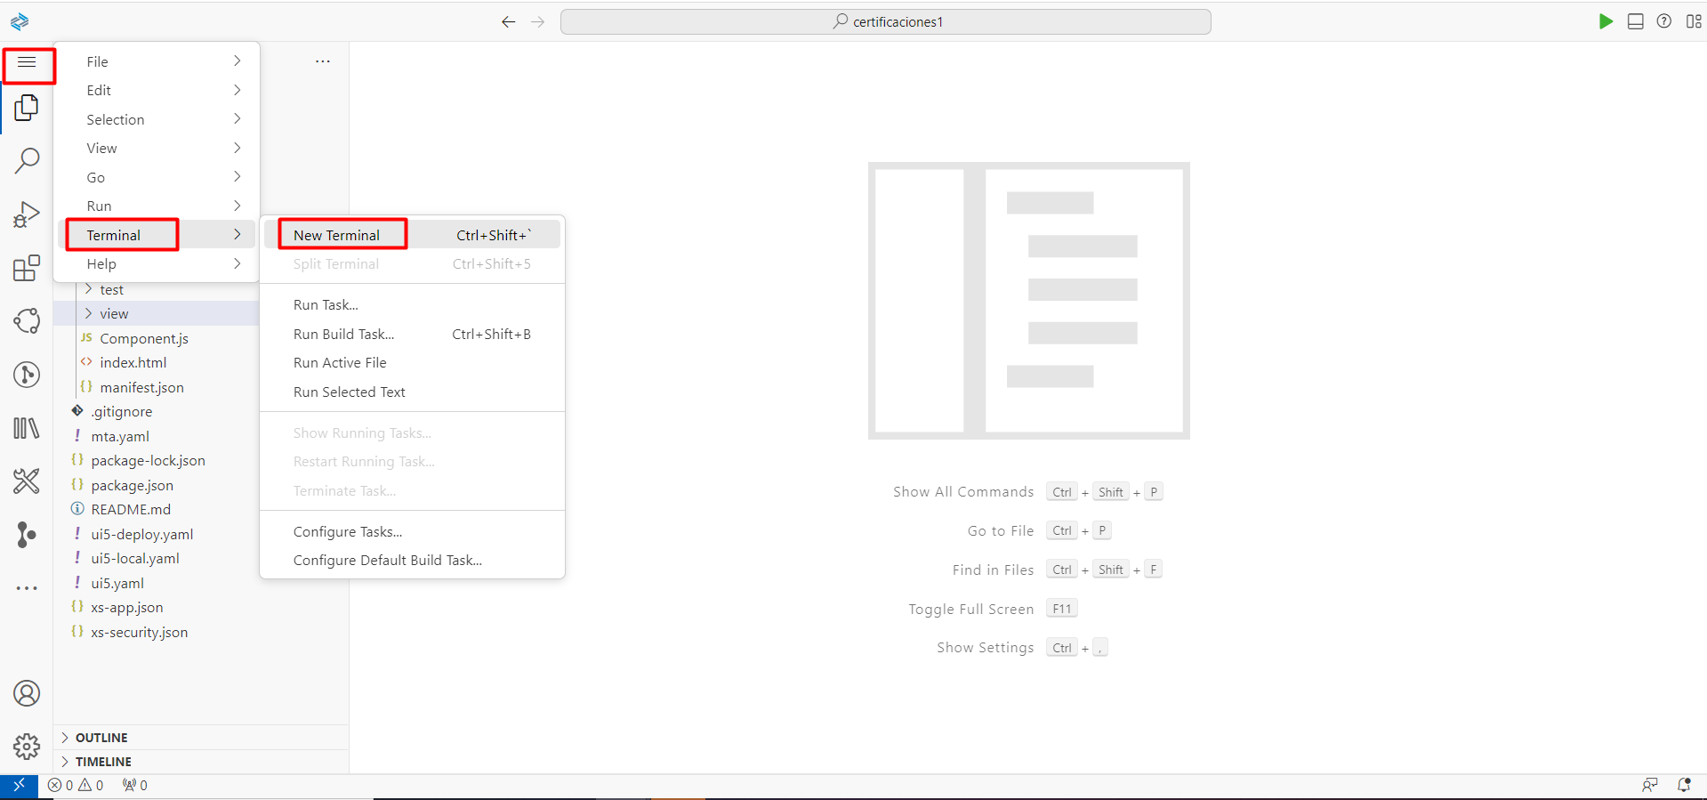 certificaciones1
File
Edit
Selection
View
Go
Run
Terminal
Help
New Terminal Ctrl+Shift+`
Split Terminal Ctrl+Shift+5
Run Task...
Run Build Task... Ctrl+Shift+B
Run Active File
Run Selected Text
Show Running Tasks...
Restart Running Task...
Terminate Task...
Configure Tasks...
Configure Default Build Task...
test
view
JS Component.js
<> index.html
{} manifest.json
.gitignore
! mta.yaml
{} package-lock.json
{} package.json
README.md
! ui5-deploy.yaml
! ui5-local.yaml
! ui5.yaml
{} xs-app.json
{} xs-security.json
OUTLINE
TIMELINE
Show All Commands Ctrl + Shift + P
Go to File Ctrl + P
Find in Files Ctrl + Shift + F
Toggle Full Screen F11
Show Settings Ctrl + ,
0 0 0